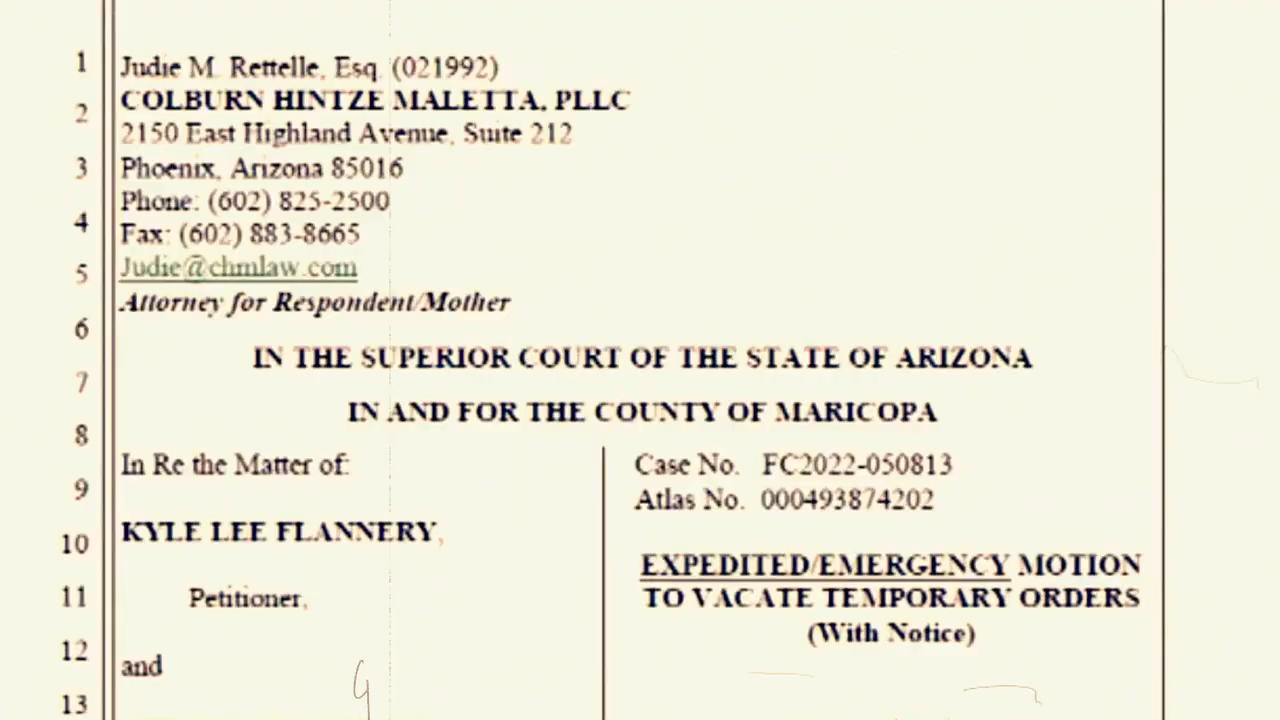 1
Judie M. Rettelle, Esq. (021992)
2
COLBURN HINTZE MALETTA, PLLC
2150 East Highland Avenue, Suite 212
3
Phoenix, Arizona 85016
Phone: (602) 825-2500
4
Fax: (602) 883-8665
5
Judie@chmlaw.com
Attorney for Respondent/Mother
6
IN THE SUPERIOR COURT OF THE STATE OF ARIZONA
7
IN AND FOR THE COUNTY OF MARICOPA
8
In Re the Matter of:
9
KYLE LEE FLANNERY,
10
Petitioner,
11
and
12
13
Case No. FC2022-050813
Atlas No. 000493874202
EXPEDITED/EMERGENCY MOTION
TO VACATE TEMPORARY ORDERS
(With Notice)